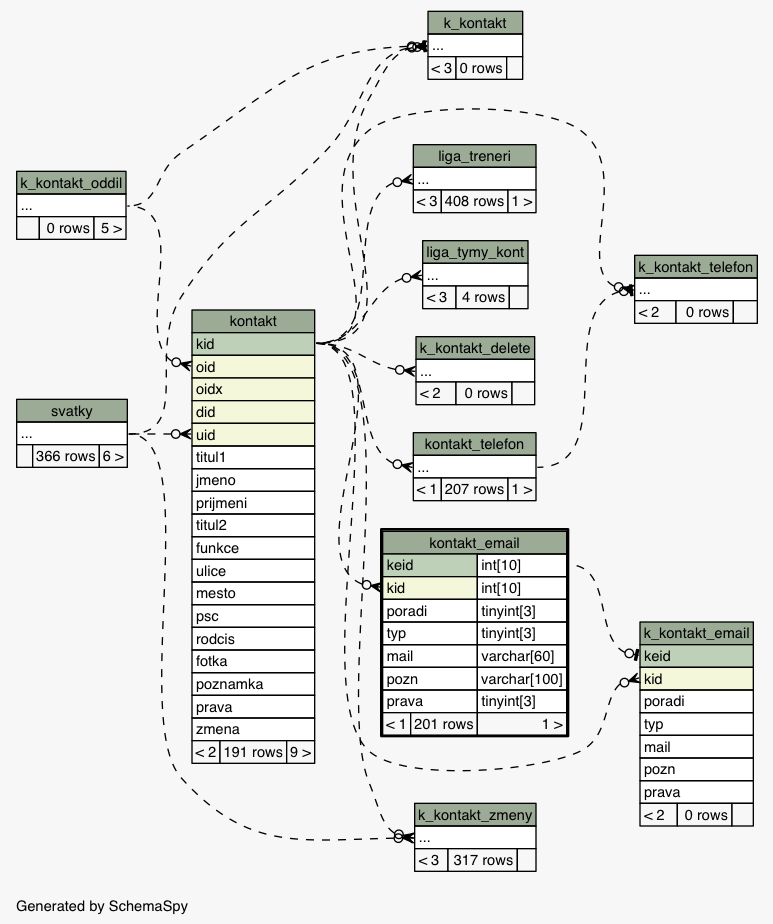 k_kontakt
...
< 3 0 rows
liga_treneri
...
< 3 408 rows 1 >
k_kontakt_oddil
...
0 rows 5 >
liga_tymy_kont
...
< 3 4 rows
k_kontakt_telefon
...
< 2 0 rows
kontakt
kid
oid
oidx
did
uid
titul1
jmeno
prijmeni
titul2
funkce
ulice
mesto
psc
rodcis
fotka
poznamka
prava
zmena
< 2 191 rows 9 >
k_kontakt_delete
...
< 2 0 rows
svatky
...
366 rows 6 >
kontakt_telefon
...
< 1 207 rows 1 >
kontakt_email
keid int[10]
kid int[10]
poradi tinyint[3]
typ tinyint[3]
mail varchar[60]
pozn varchar[100]
prava tinyint[3]
< 1 201 rows 1 >
k_kontakt_email
keid
kid
poradi
typ
mail
pozn
prava
< 2 0 rows
k_kontakt_zmeny
...
< 3 317 rows
Generated by SchemaSpy